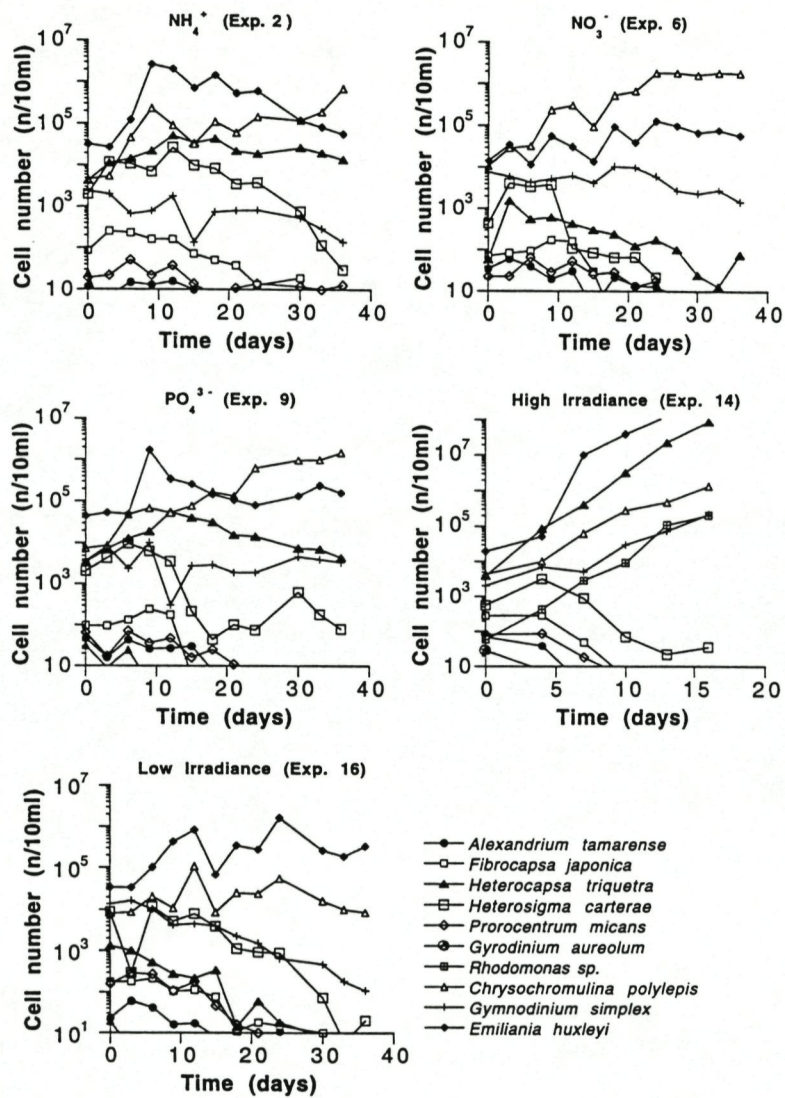 NH4+ (Exp. 2)
Cell number (n/10ml)
10^7
10^5
10^3
10
0 10 20 30 40
Time (days)
NO3- (Exp. 6)
Cell number (n/10ml)
10^7
10^5
10^3
10
0 10 20 30 40
Time (days)
PO4^3- (Exp. 9)
Cell number (n/10ml)
10^7
10^5
10^3
10
0 10 20 30 40
Time (days)
High Irradiance (Exp. 14)
Cell number (n/10ml)
10^7
10^5
10^3
10
0 5 10 15 20
Time (days)
Low Irradiance (Exp. 16)
Cell number (n/10ml)
10^7
10^5
10^3
10^1
0 10 20 30 40
Time (days)
Alexandrium tamarense
Fibrocapsa japonica
Heterocapsa triquetra
Heterosigma carterae
Prorocentrum micans
Gyrodinium aureolum
Rhodomonas sp.
Chrysochromulina polylepis
Gymnodinium simplex
Emiliania huxleyi